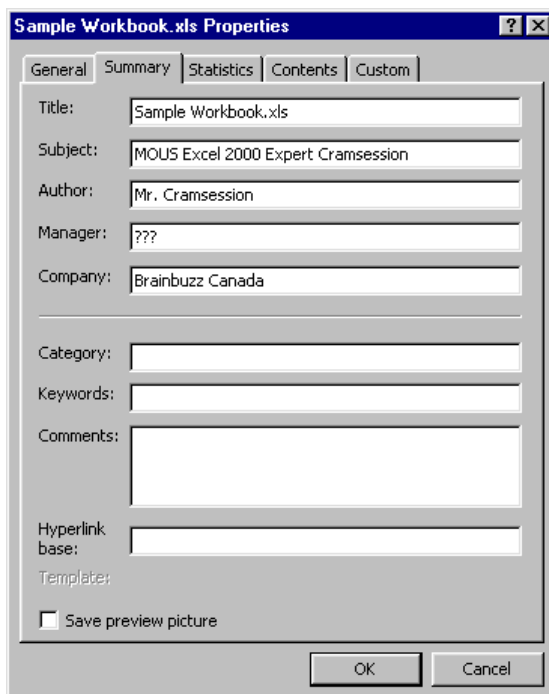 Sample Workbook.xls Properties
General Summary Statistics Contents Custom
Title: Sample Workbook.xls
Subject: MOUS Excel 2000 Expert Cramsession
Author: Mr. Cramsession
Manager: ???
Company: Brainbuzz Canada
Category:
Keywords:
Comments:
Hyperlink
base:
Template:
Save preview picture
OK Cancel